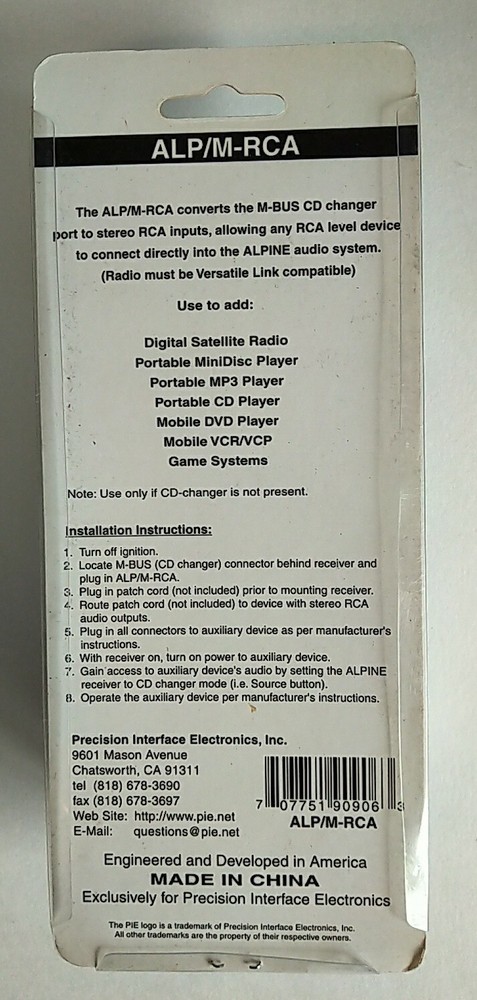 ALP/M-RCA
The ALP/M-RCA converts the M-BUS CD changer
port to stereo RCA inputs, allowing any RCA level device
to connect directly into the ALPINE audio system.
(Radio must be Versatile Link compatible)
Use to add:
Digital Satellite Radio
Portable MiniDisc Player
Portable MP3 Player
Portable CD Player
Mobile DVD Player
Mobile VCR/VCP
Game Systems
Note: Use only if CD-changer is not present.
Installation Instructions:
1. Turn off ignition.
2. Locate M-BUS (CD changer) connector behind receiver and
plug in ALP/M-RCA.
3. Plug in patch cord (not included) prior to mounting receiver.
4. Route patch cord (not included) to device with stereo RCA
audio outputs.
5. Plug in all connectors to auxiliary device as per manufacturer's
instructions.
6. With receiver on, turn on power to auxiliary device.
7. Gain access to auxiliary device's audio by setting the ALPINE
receiver to CD changer mode (i.e. Source button).
8. Operate the auxiliary device per manufacturer's instructions.
Precision Interface Electronics, Inc.
9601 Mason Avenue
Chatsworth, CA 91311
tel (818) 678-3690
fax (818) 678-3697
Web Site: http://www.pie.net
E-Mail: questions@pie.net
7 07751 90906 3
ALP/M-RCA
Engineered and Developed in America
MADE IN CHINA
Exclusively for Precision Interface Electronics
The PIE logo is a trademark of Precision Interface Electronics, Inc.
All other trademarks are the property of their respective owners.